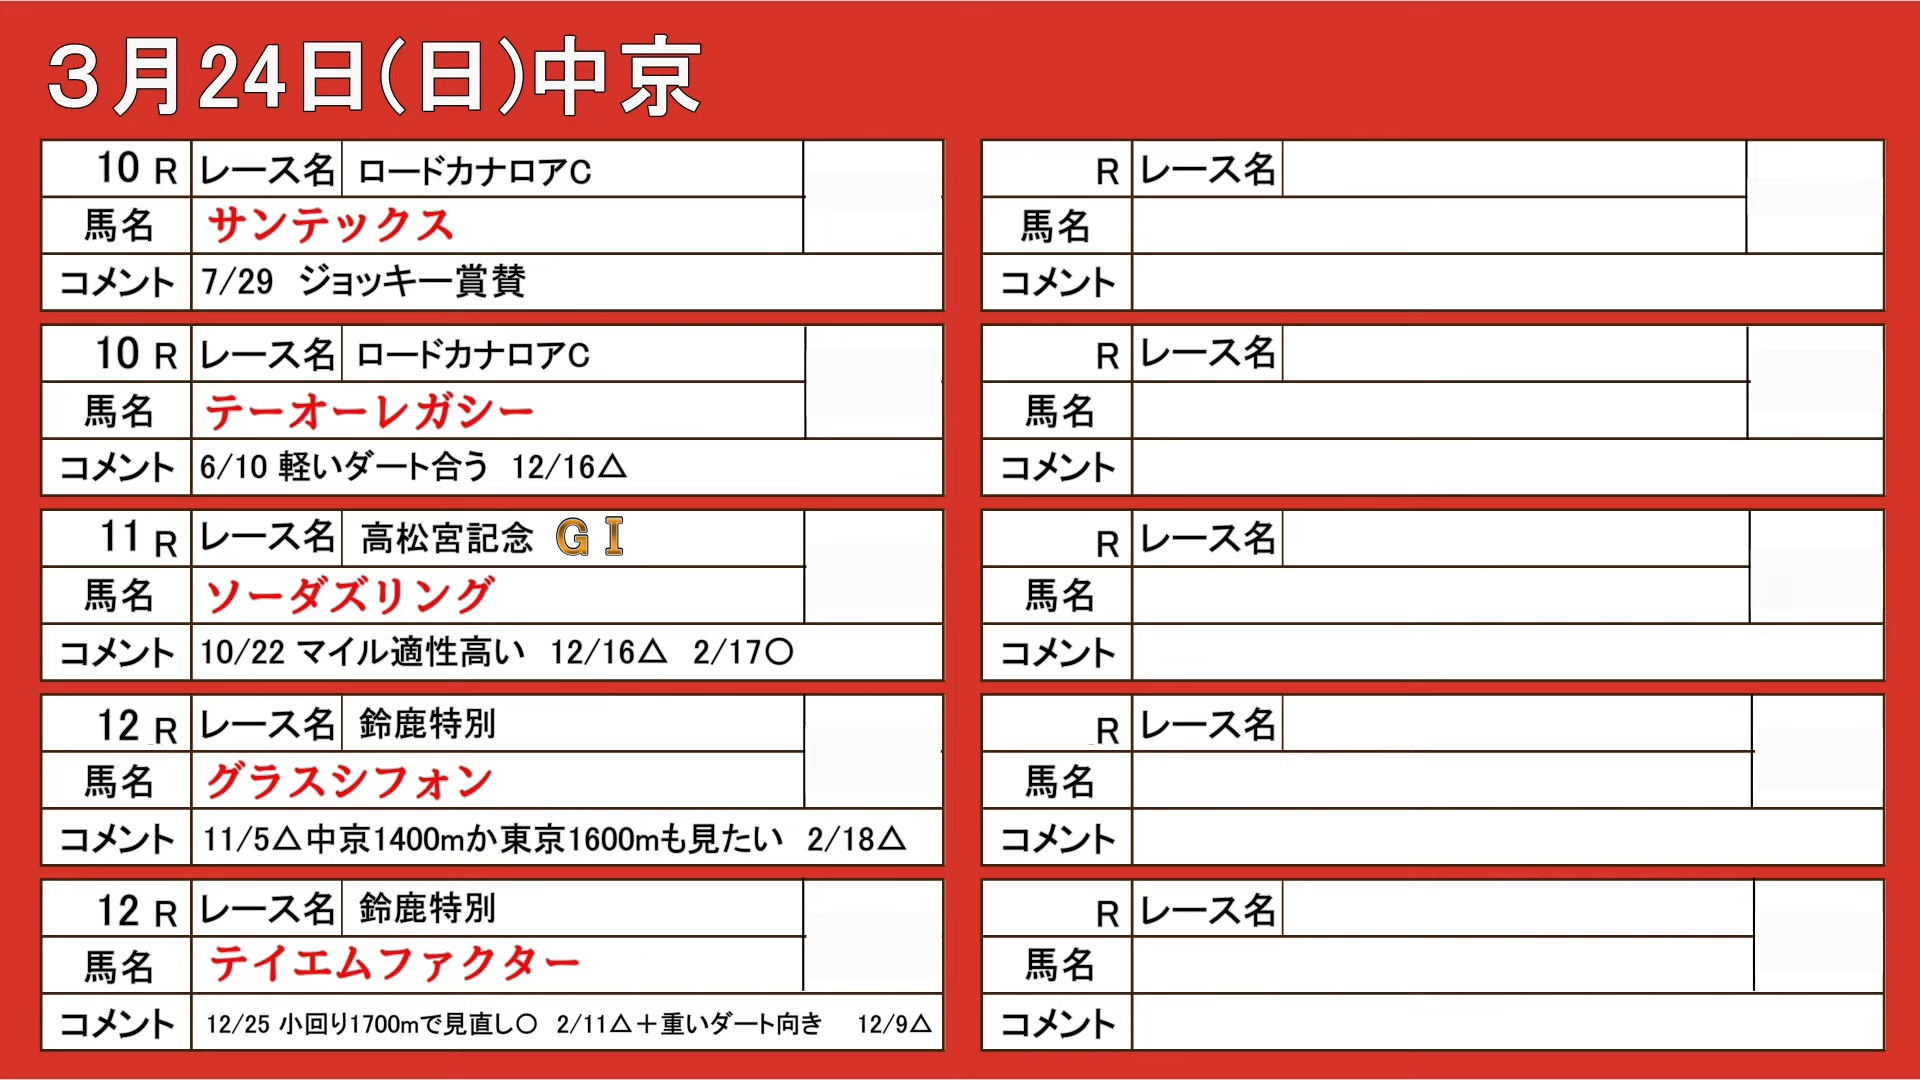 ３月24日(日)中京
10 R レース名 ロードカナロアC
馬名 サンテックス
コメント 7/29 ジョッキー賞賛
10 R レース名 ロードカナロアC
馬名 テーオーレガシー
コメント 6/10 軽いダート合う 12/16△
11 R レース名 高松宮記念 GⅠ
馬名 ソーダズリング
コメント 10/22 マイル適性高い 12/16△ 2/17〇
12 R レース名 鈴鹿特別
馬名 グラスシフォン
コメント 11/5△中京1400mか東京1600mも見たい 2/18△
12 R レース名 鈴鹿特別
馬名 テイエムファクター
コメント 12/25 小回り1700mで見直し〇 2/11△＋重いダート向き 12/9△
R レース名
馬名
コメント
R レース名
馬名
コメント
R レース名
馬名
コメント
R レース名
馬名
コメント
R レース名
馬名
コメント